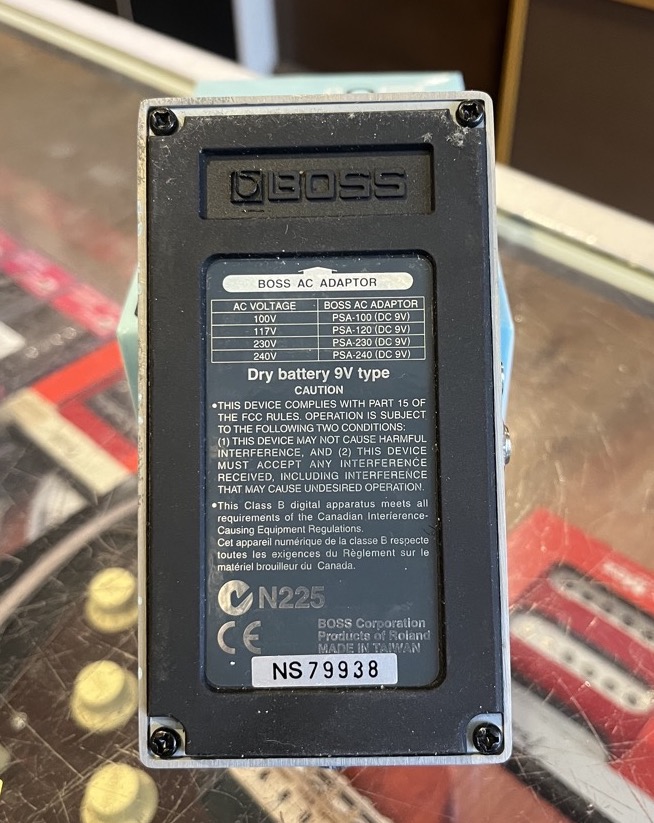 BOSS
BOSS AC ADAPTOR
AC VOLTAGE BOSS AC ADAPTOR
100V PSA-100 (DC 9V)
117V PSA-120 (DC 9V)
230V PSA-230 (DC 9V)
240V PSA-240 (DC 9V)
Dry battery 9V type
CAUTION
•THIS DEVICE COMPLIES WITH PART 15 OF
THE FCC RULES. OPERATION IS SUBJECT
TO THE FOLLOWING TWO CONDITIONS:
(1) THIS DEVICE MAY NOT CAUSE HARMFUL
INTERFERENCE, AND (2) THIS DEVICE
MUST ACCEPT ANY INTERFERENCE
RECEIVED, INCLUDING INTERFERENCE
THAT MAY CAUSE UNDESIRED OPERATION.
•This Class B digital apparatus meets all
requirements of the Canadian Interference-
Causing Equipment Regulations.
Cet appareil numérique de la classe B respecte
toutes les exigences du Règlement sur le
matériel brouilleur du Canada.
N225
CE
BOSS Corporation
Products of Roland
MADE IN TAIWAN
NS79938